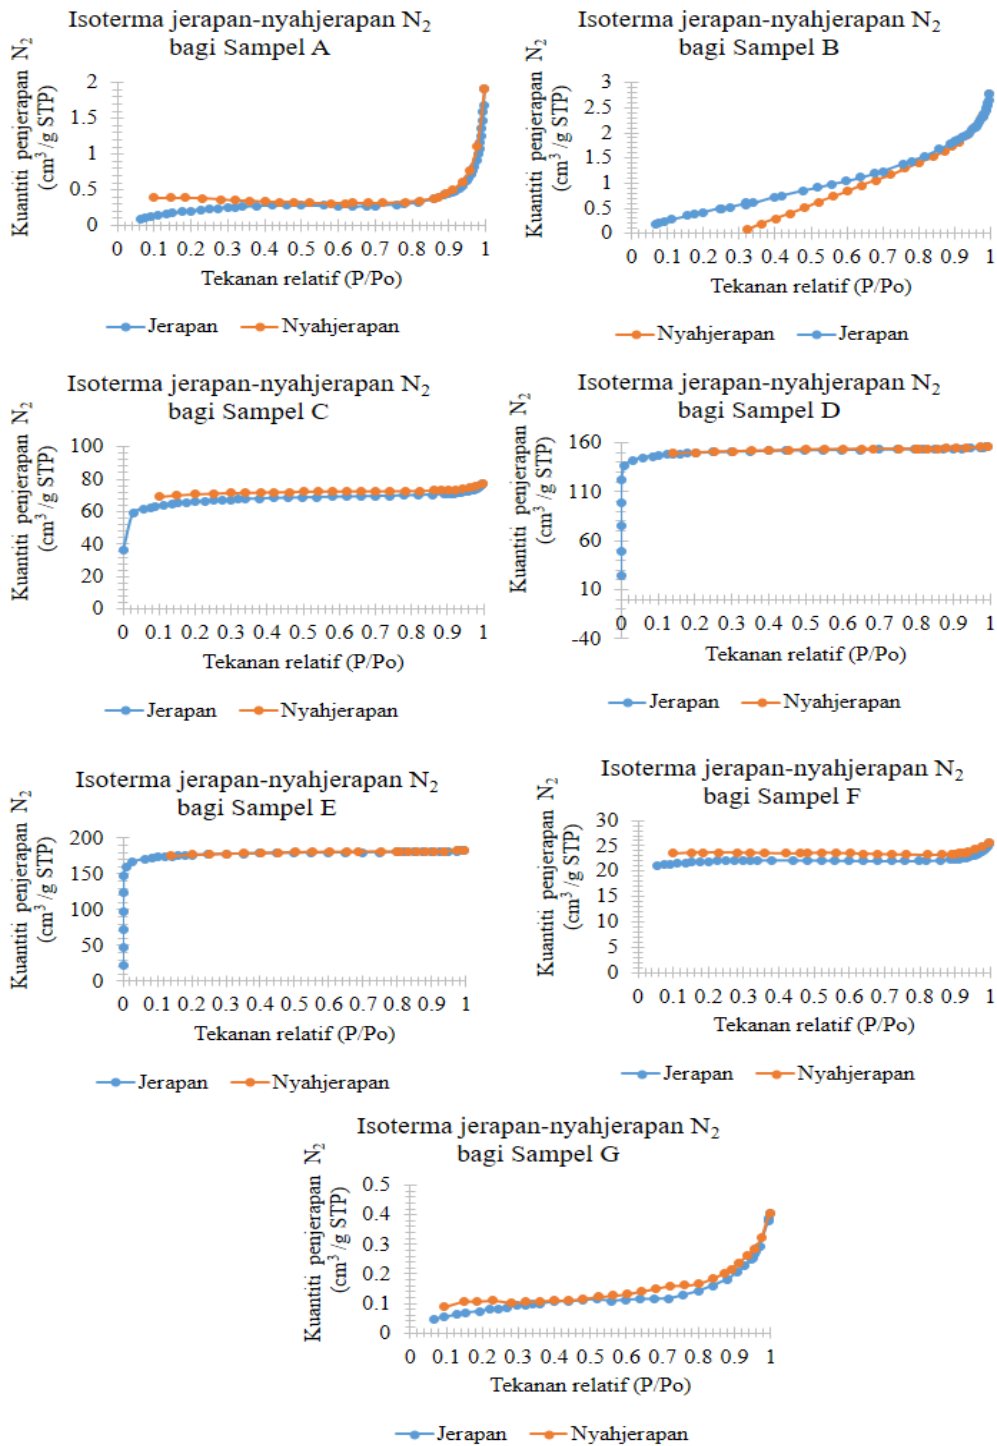 Isoterma jerapan-nyahjerapan N₂
bagi Sampel A
Kuantiti penjerapan N₂
(cm³/g STP)
2
1.5
1
0.5
0
0 0.1 0.2 0.3 0.4 0.5 0.6 0.7 0.8 0.9 1
Tekanan relatif (P/Po)
Jerapan Nyahjerapan
Isoterma jerapan-nyahjerapan N₂
bagi Sampel B
Kuantiti penjerapan N₂
(cm³/g STP)
3
2.5
2
1.5
1
0.5
0
0 0.1 0.2 0.3 0.4 0.5 0.6 0.7 0.8 0.9 1
Tekanan relatif (P/Po)
Nyahjerapan Jerapan
Isoterma jerapan-nyahjerapan N₂
bagi Sampel C
Kuantiti penjerapan N₂
(cm³/g STP)
100
80
60
40
20
0
0 0.1 0.2 0.3 0.4 0.5 0.6 0.7 0.8 0.9 1
Tekanan relatif (P/Po)
Jerapan Nyahjerapan
Isoterma jerapan-nyahjerapan N₂
bagi Sampel D
Kuantiti penjerapan N₂
(cm³/g STP)
160
110
60
10
-40
0 0.1 0.2 0.3 0.4 0.5 0.6 0.7 0.8 0.9 1
Tekanan relatif (P/Po)
Jerapan Nyahjerapan
Isoterma jerapan-nyahjerapan N₂
bagi Sampel E
Kuantiti penjerapan N₂
(cm³/g STP)
200
150
100
50
0
0 0.1 0.2 0.3 0.4 0.5 0.6 0.7 0.8 0.9 1
Tekanan relatif (P/Po)
Jerapan Nyahjerapan
Isoterma jerapan-nyahjerapan N₂
bagi Sampel F
Kuantiti penjerapan N₂
(cm³/g STP)
30
25
20
15
10
5
0
0 0.1 0.2 0.3 0.4 0.5 0.6 0.7 0.8 0.9 1
Tekanan relatif (P/Po)
Jerapan Nyahjerapan
Isoterma jerapan-nyahjerapan N₂
bagi Sampel G
Kuantiti penjerapan N₂
(cm³/g STP)
0.5
0.4
0.3
0.2
0.1
0
0 0.1 0.2 0.3 0.4 0.5 0.6 0.7 0.8 0.9 1
Tekanan relatif (P/Po)
Jerapan Nyahjerapan